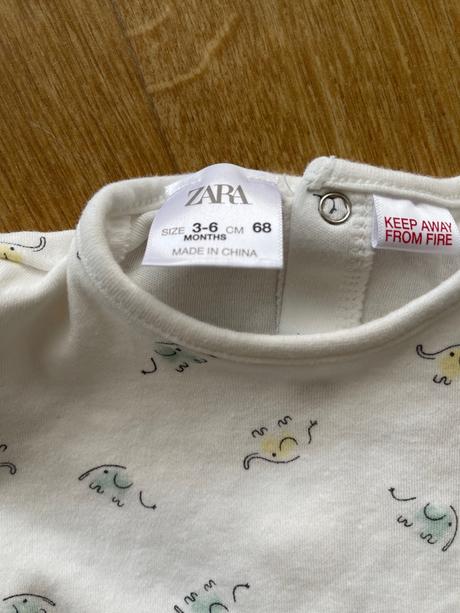 ZARA
SIZE 3-6 MONTHS CM 68
MADE IN CHINA
KEEP AWAY
FROM FIRE